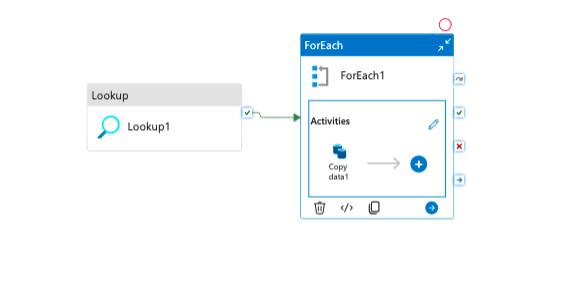 ForEach
ForEach1
Lookup
Lookup1
Activities
Copy
data1